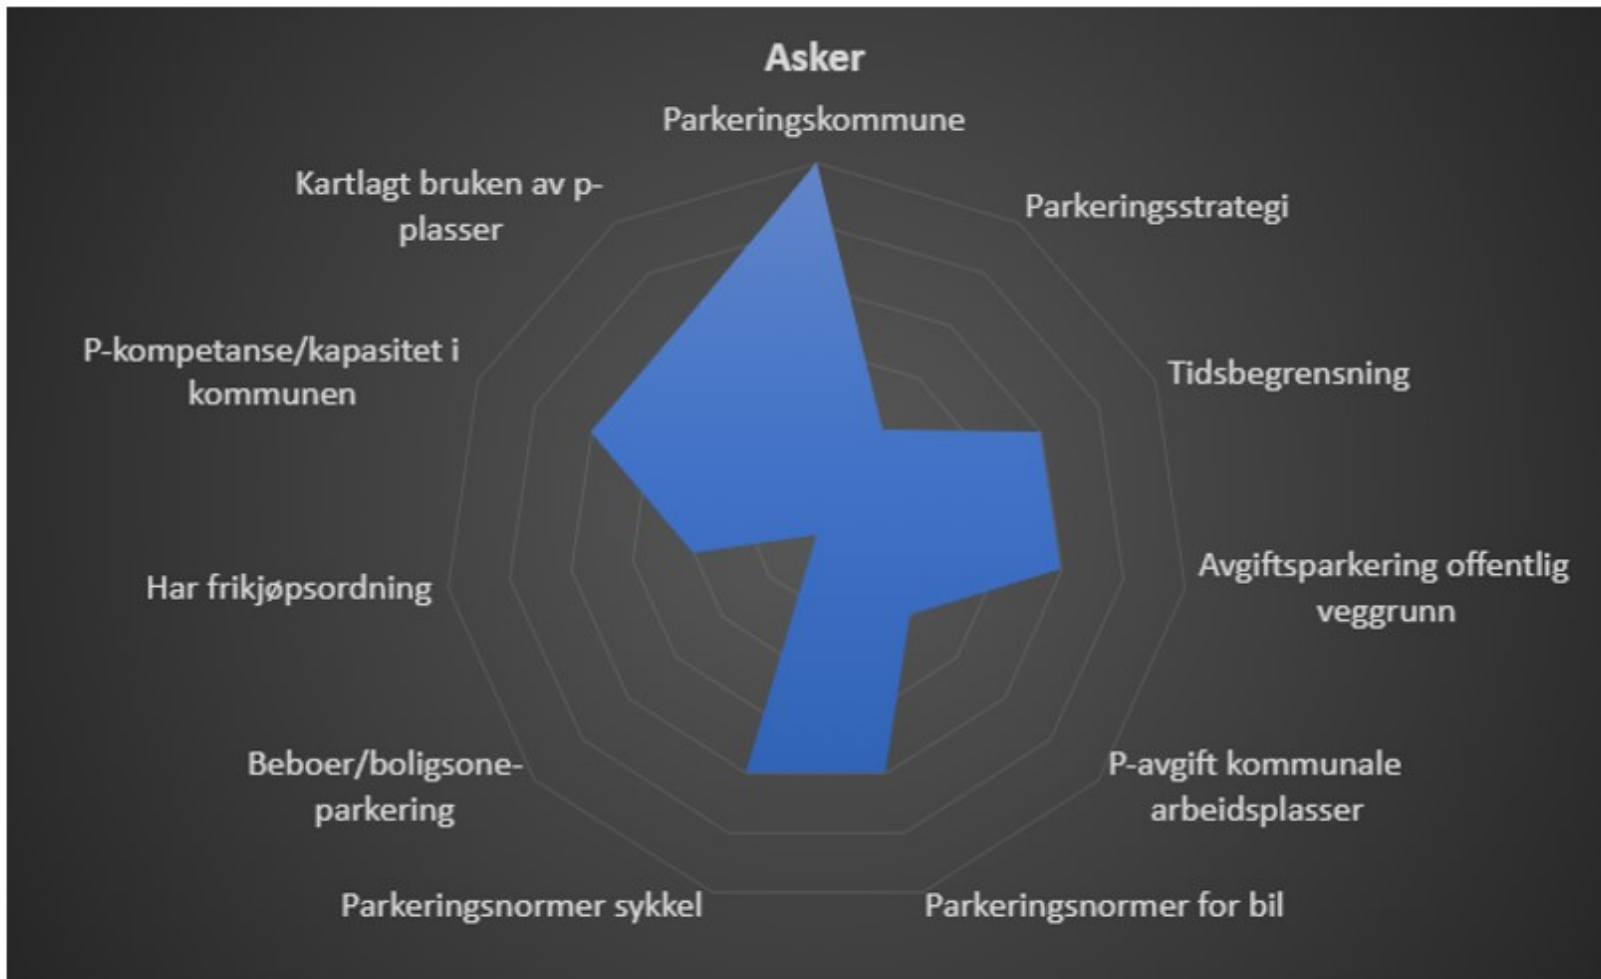 Asker
Parkeringskommune
Parkeringsstrategi
Tidsbegrensning
Avgiftsparkering offentlig
veggrunn
P-avgift kommunale
arbeidsplasser
Parkeringsnormer for bil
Parkeringsnormer sykkel
Beboer/boligsone-
parkering
Har frikjøpsordning
P-kompetanse/kapasitet i
kommunen
Kartlagt bruken av p-
plasser